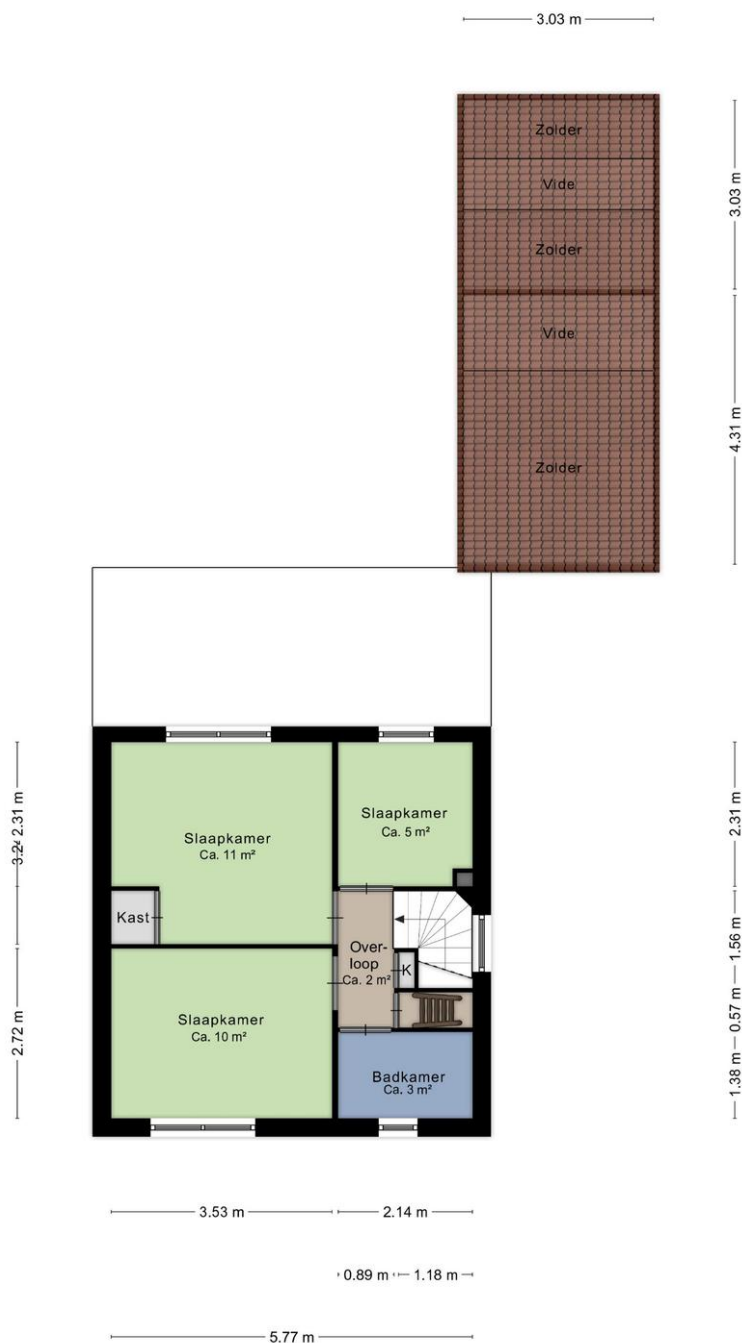 3.03 m
Zolder
Vide
Zolder
Vide
Zolder
3.03 m
4.31 m
Slaapkamer
Ca. 11 m²
Slaapkamer
Ca. 5 m²
Kast
Over-
loop
Ca. 2 m²
K
Slaapkamer
Ca. 10 m²
Badkamer
Ca. 3 m²
2.31 m
2.72 m
2.31 m
1.56 m
0.57 m
1.38 m
3.53 m
2.14 m
0.89 m
1.18 m
5.77 m